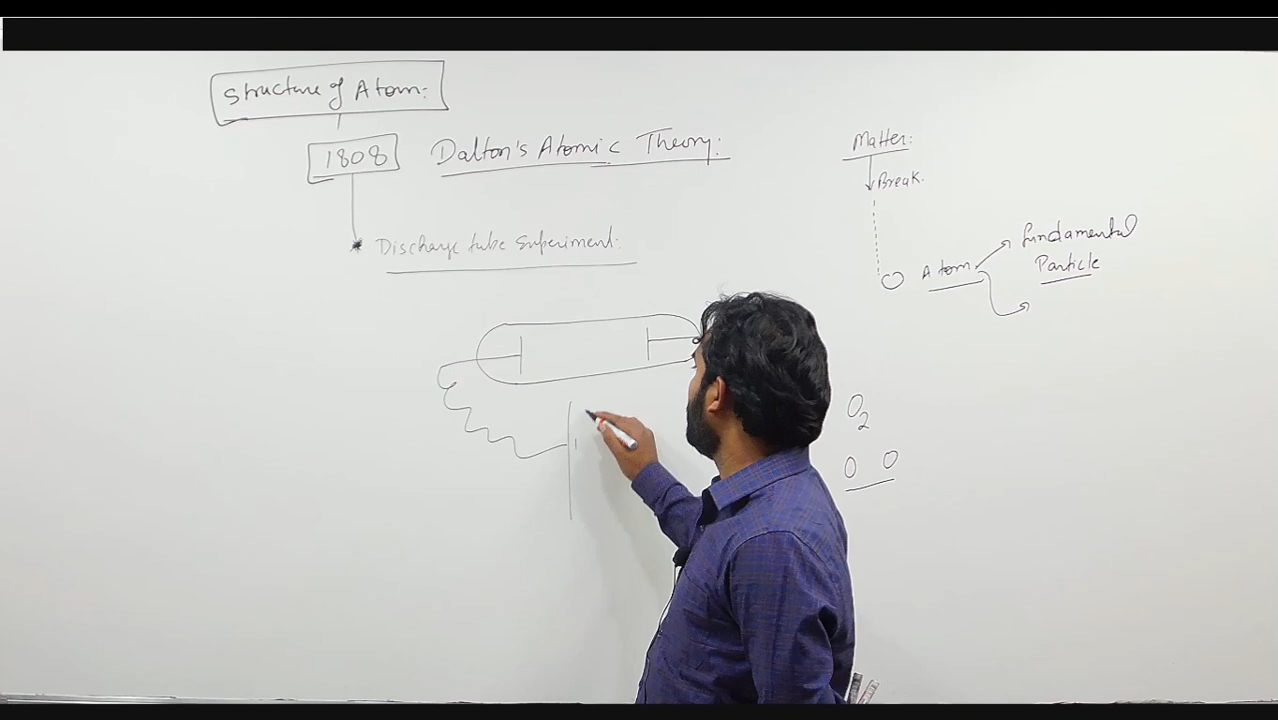 Structure of Atom:
1808
Dalton's Atomic Theory:
Discharge tube Experiment:
Matter:
Break.
Atom
fundamental
Particle
O2
O O